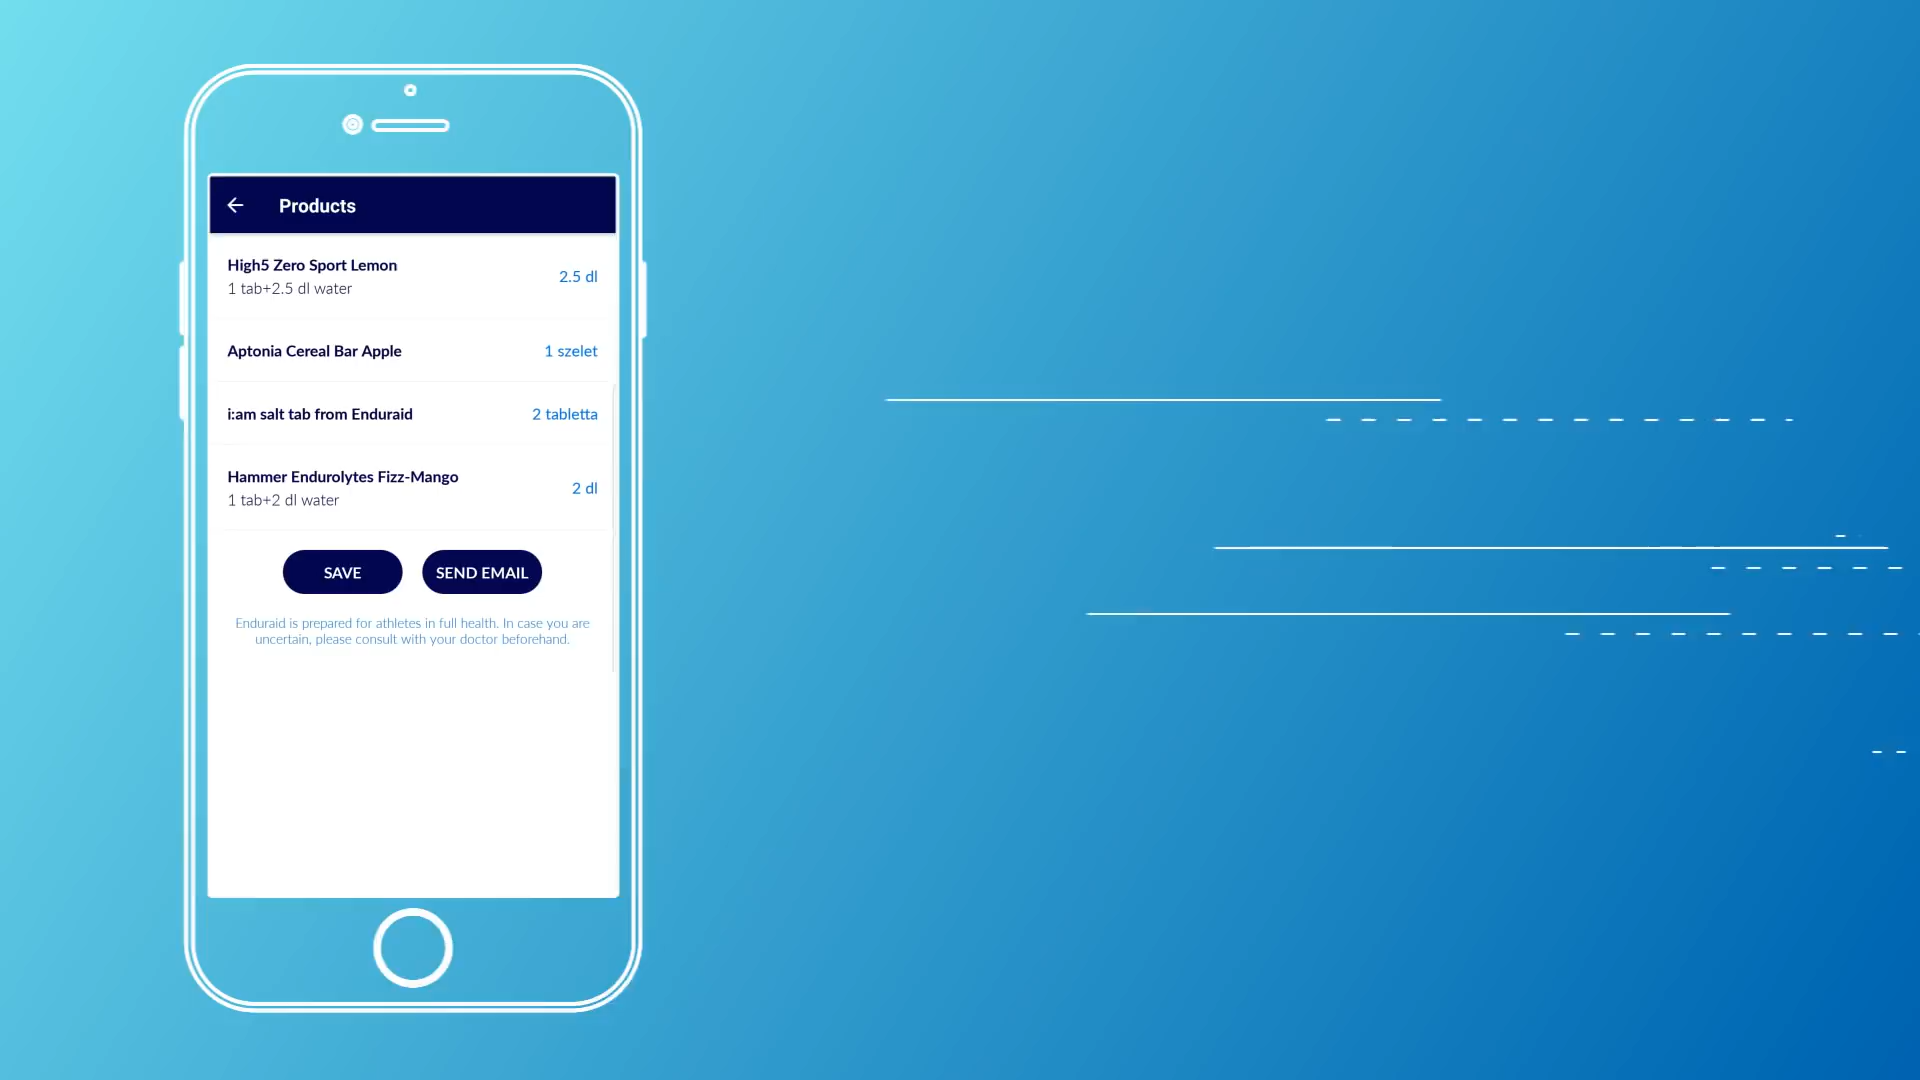 Products
High5 Zero Sport Lemon
1 tab+2.5 dl water
2.5 dl
Aptonia Cereal Bar Apple
1 szelet
i:am salt tab from Enduraid
2 tabletta
Hammer Endurolytes Fizz-Mango
1 tab+2 dl water
2 dl
SAVE
SEND EMAIL
Enduraid is prepared for athletes in full health. In case you are
uncertain, please consult with your doctor beforehand.